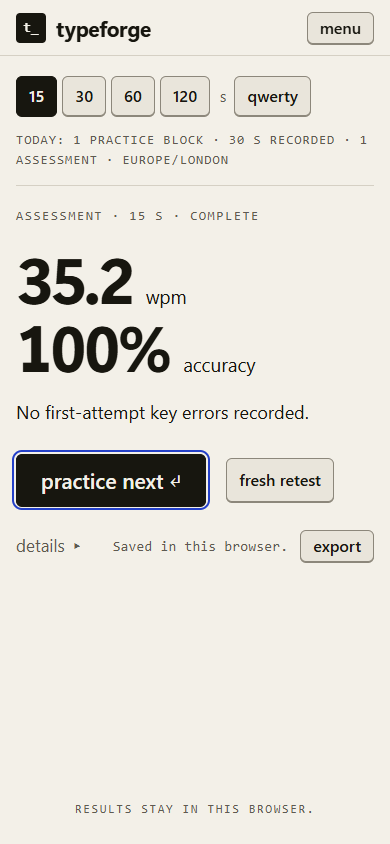 t_ typeforge menu
15 30 60 120 s qwerty
TODAY: 1 PRACTICE BLOCK · 30 S RECORDED · 1
ASSESSMENT · EUROPE/LONDON
ASSESSMENT · 15 S · COMPLETE
35.2 wpm
100% accuracy
No first-attempt key errors recorded.
practice next ↵ fresh retest
details ▸ Saved in this browser. export
RESULTS STAY IN THIS BROWSER.